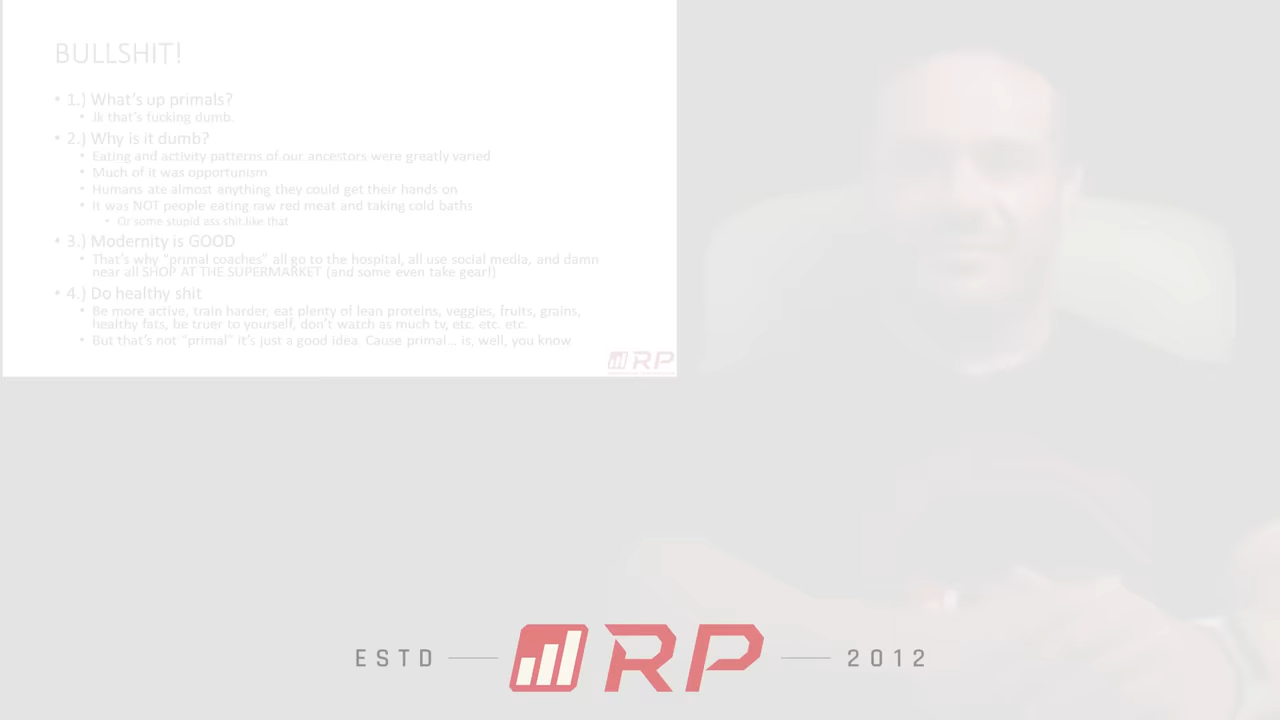 BULLSHIT!
• 1.) What's up primals?
• Jk that's fucking dumb.
• 2.) Why is it dumb?
• Eating and activity patterns of our ancestors were greatly varied
• Much of it was opportunism
• Humans ate almost anything they could get their hands on
• It was NOT people eating raw red meat and taking cold baths
• Or some stupid ass shit like that
• 3.) Modernity is GOOD
• That's why “primal coaches” all go to the hospital, all use social media, and damn
near all SHOP AT THE SUPERMARKET (and some even take gear!)
• 4.) Do healthy shit
• Be more active, train harder, eat plenty of lean proteins, veggies, fruits, grains,
healthy fats, be truer to yourself, don't watch as much tv, etc. etc. etc.
• But that's not “primal” it's just a good idea. Cause primal... is, well, you know
RP
ESTD RP 2012